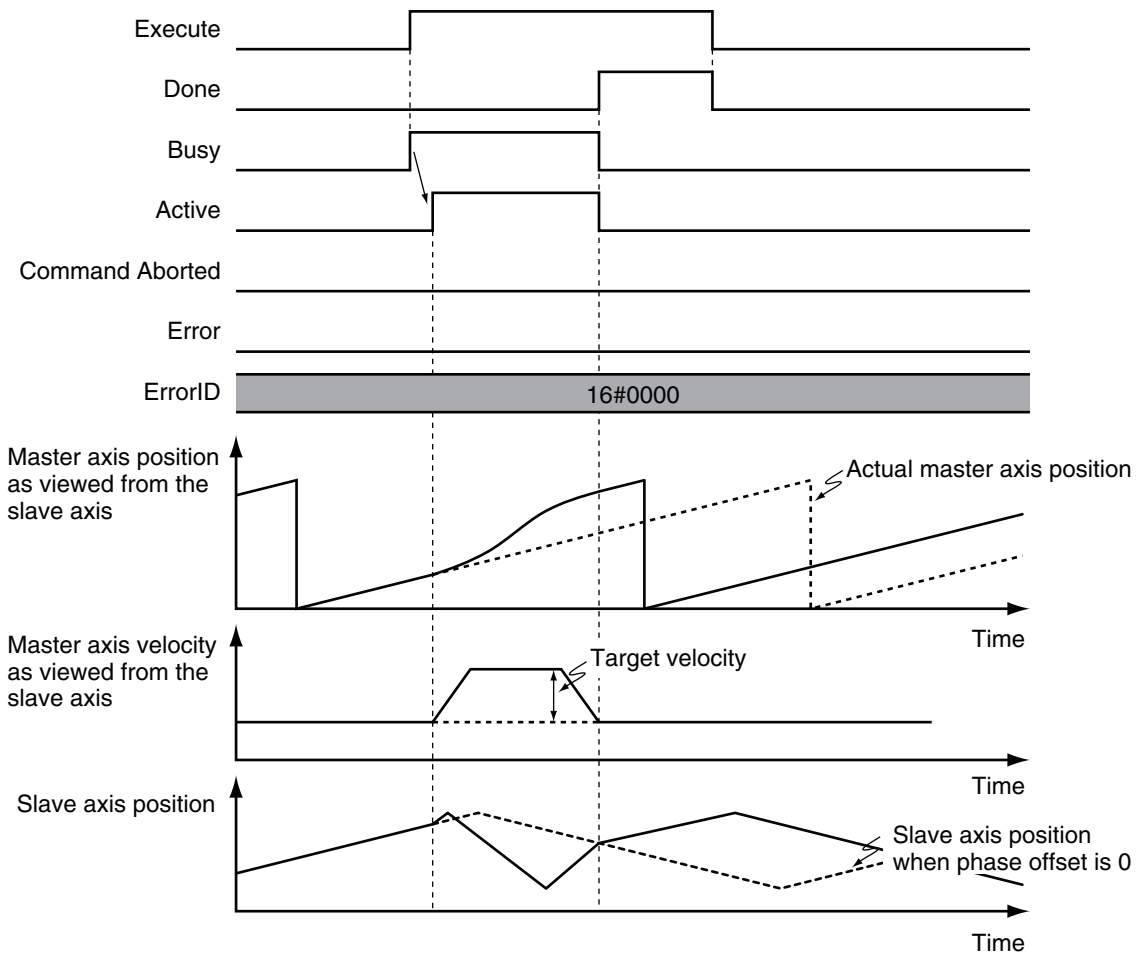 Execute
Done
Busy
Active
Command Aborted
Error
ErrorID
16#0000
Master axis position
as viewed from the
slave axis
Actual master axis position
Time
Master axis velocity
as viewed from the
slave axis
Target velocity
Time
Slave axis position
Slave axis position
when phase offset is 0
Time